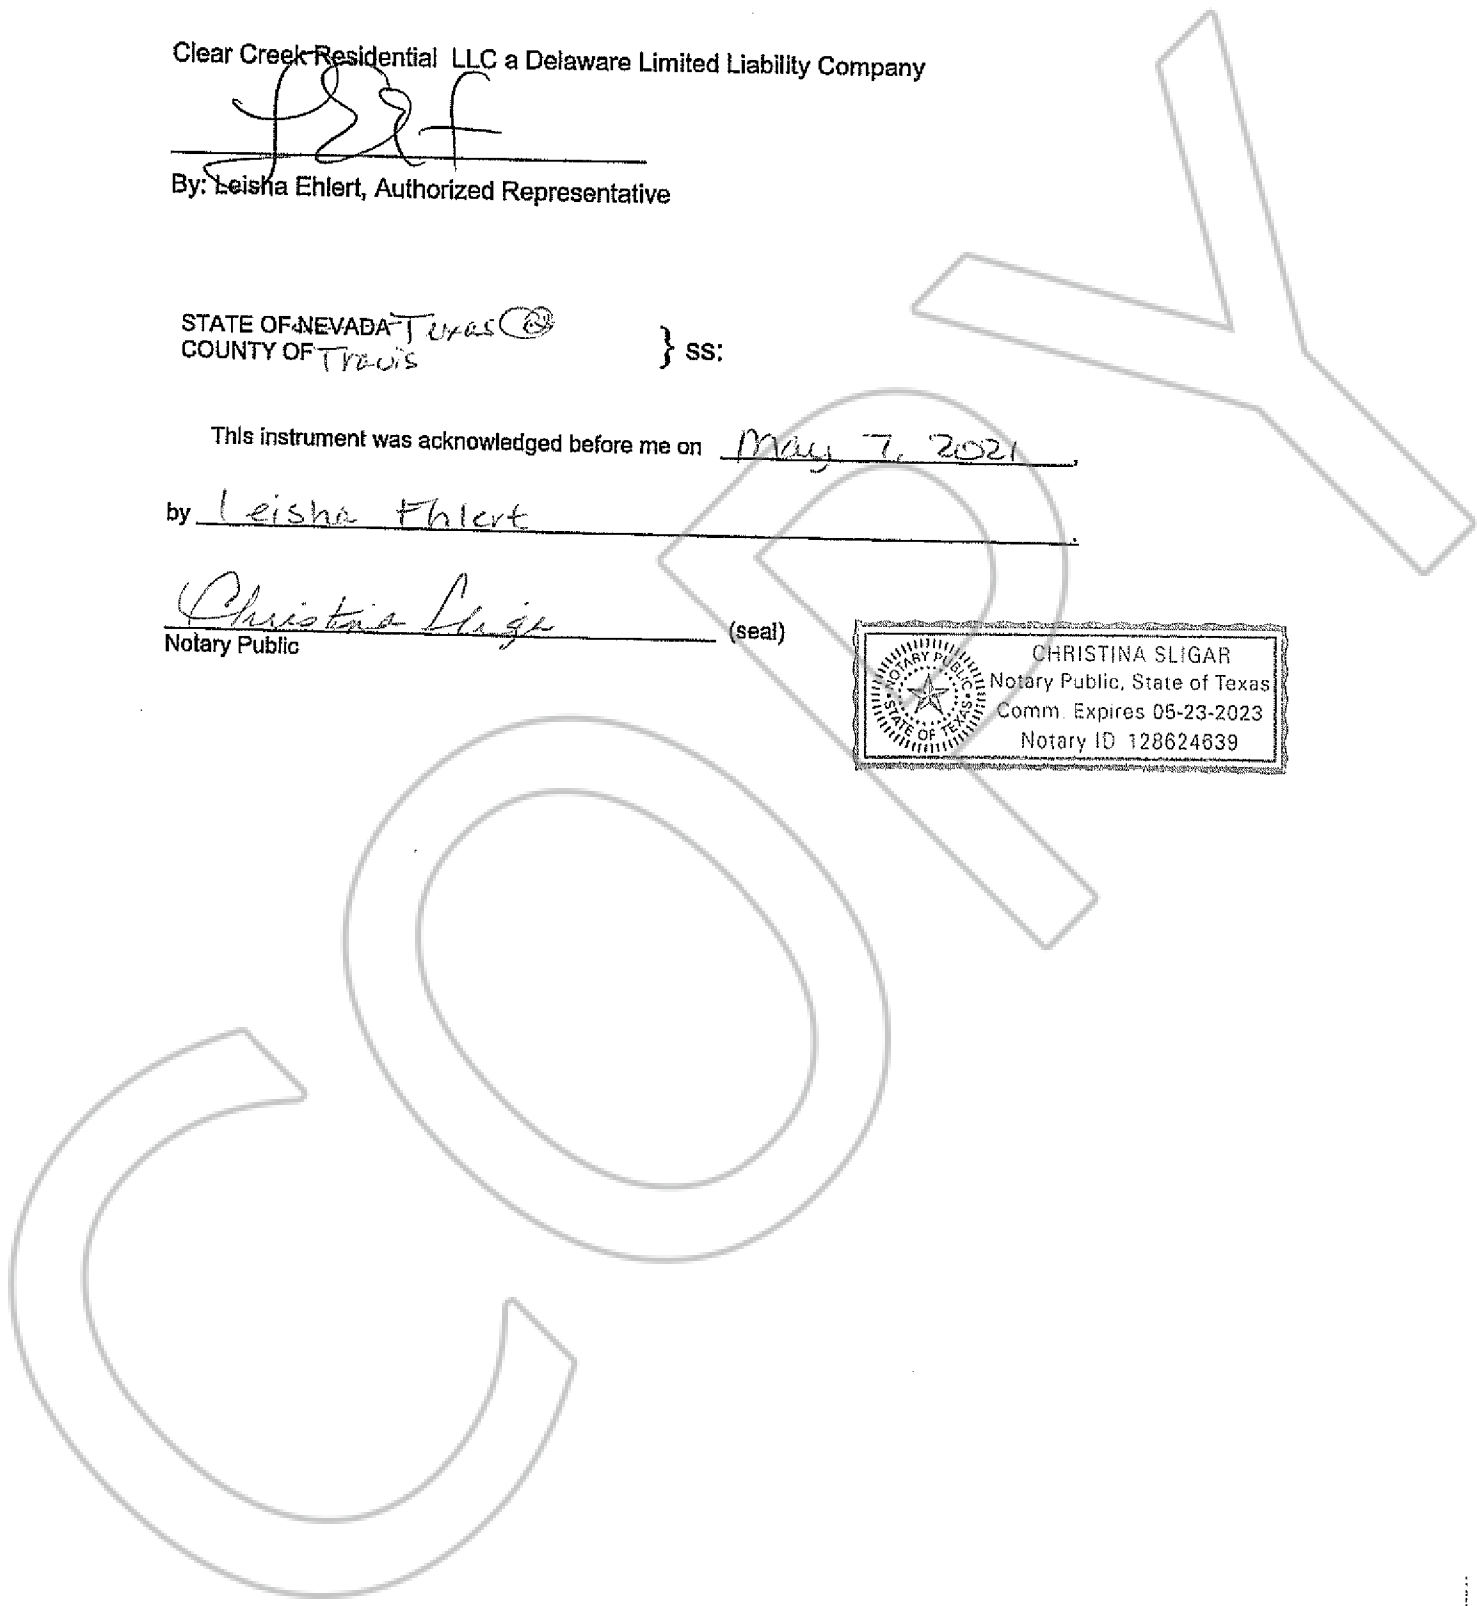 Clear Creek Residential LLC a Delaware Limited Liability Company
By: Leisha Ehlert, Authorized Representative
STATE OF NEVADA Texas
COUNTY OF Travis
} ss:
This instrument was acknowledged before me on May 7, 2021,
by Leisha Ehlert.
Christina Sligar
Notary Public (seal)
NOTARY PUBLIC
STATE OF TEXAS
CHRISTINA SLIGAR
Notary Public, State of Texas
Comm. Expires 05-23-2023
Notary ID 128624639
COPY